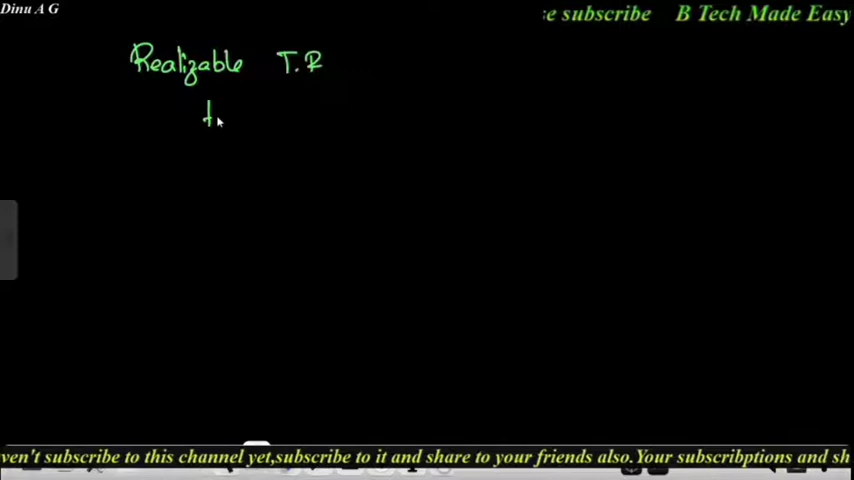 Dinu A G
:e subscribe B Tech Made Easy
Realizable T.R
ven't subscribe to this channel yet,subscribe to it and share to your friends also.Your subscribptions and sh